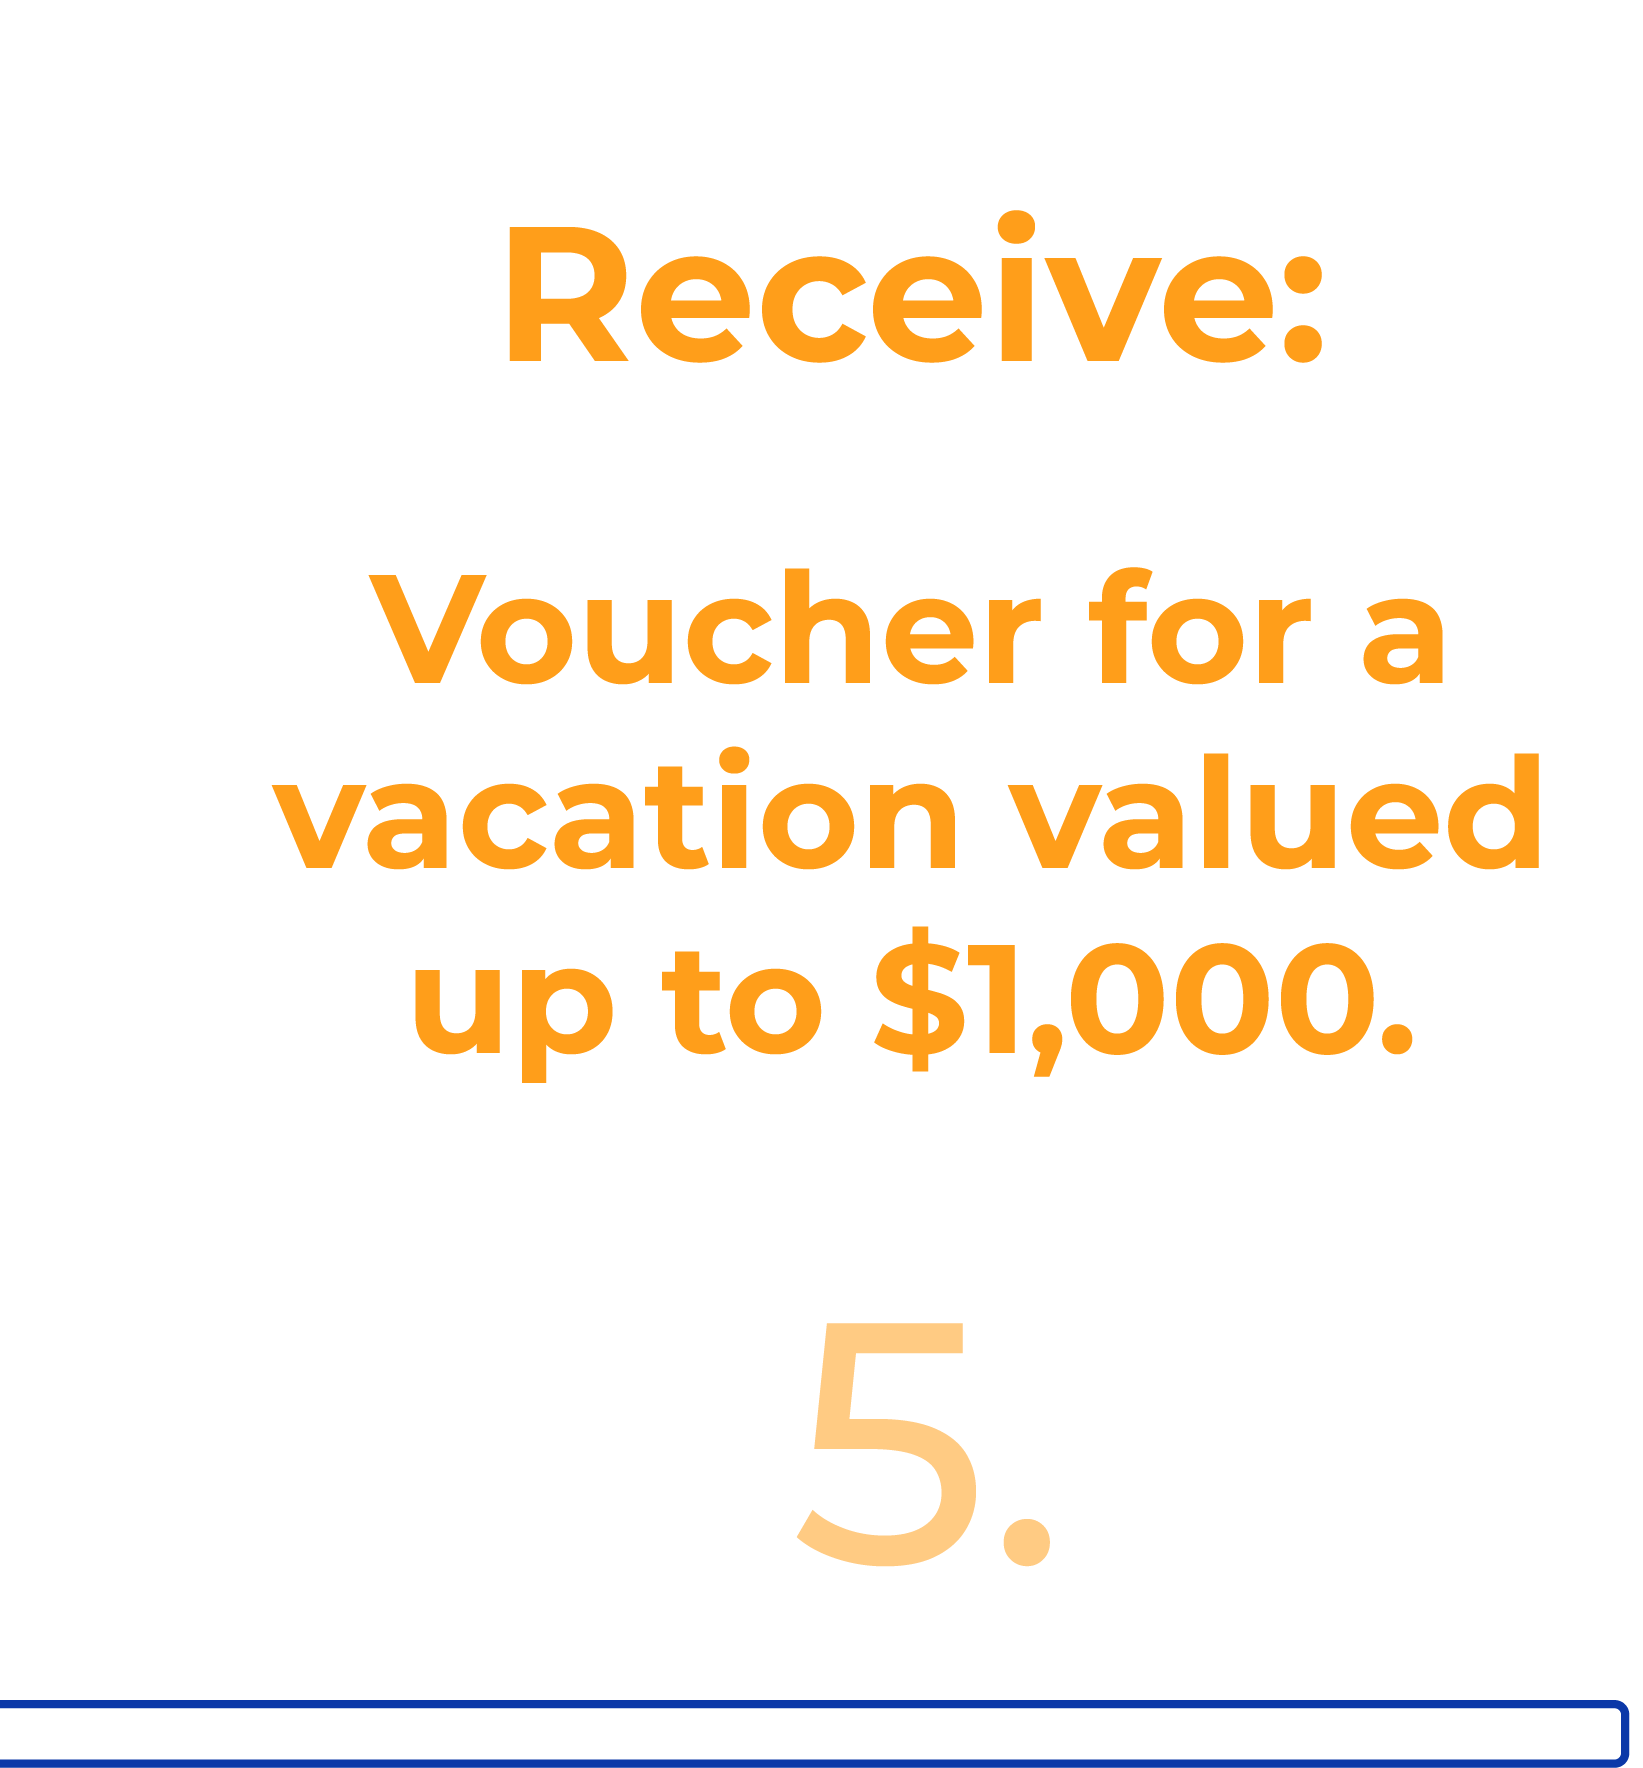 Receive:
Voucher for a
vacation valued
up to $1,000.
5.